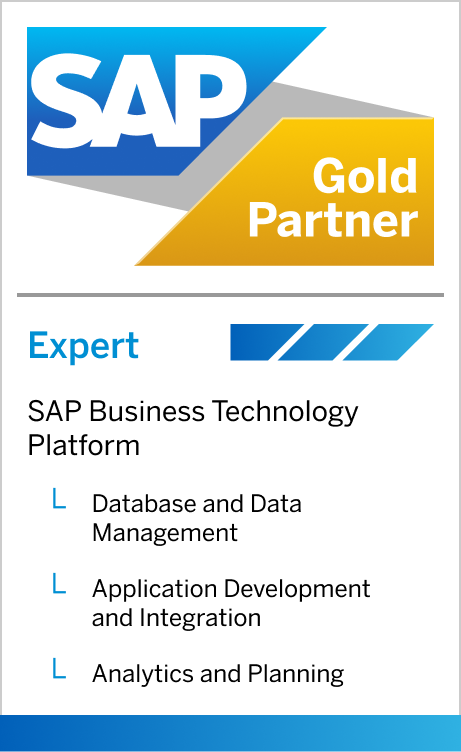 SAP
Gold
Partner
Expert
SAP Business Technology
Platform
Database and Data
Management
Application Development
and Integration
Analytics and Planning